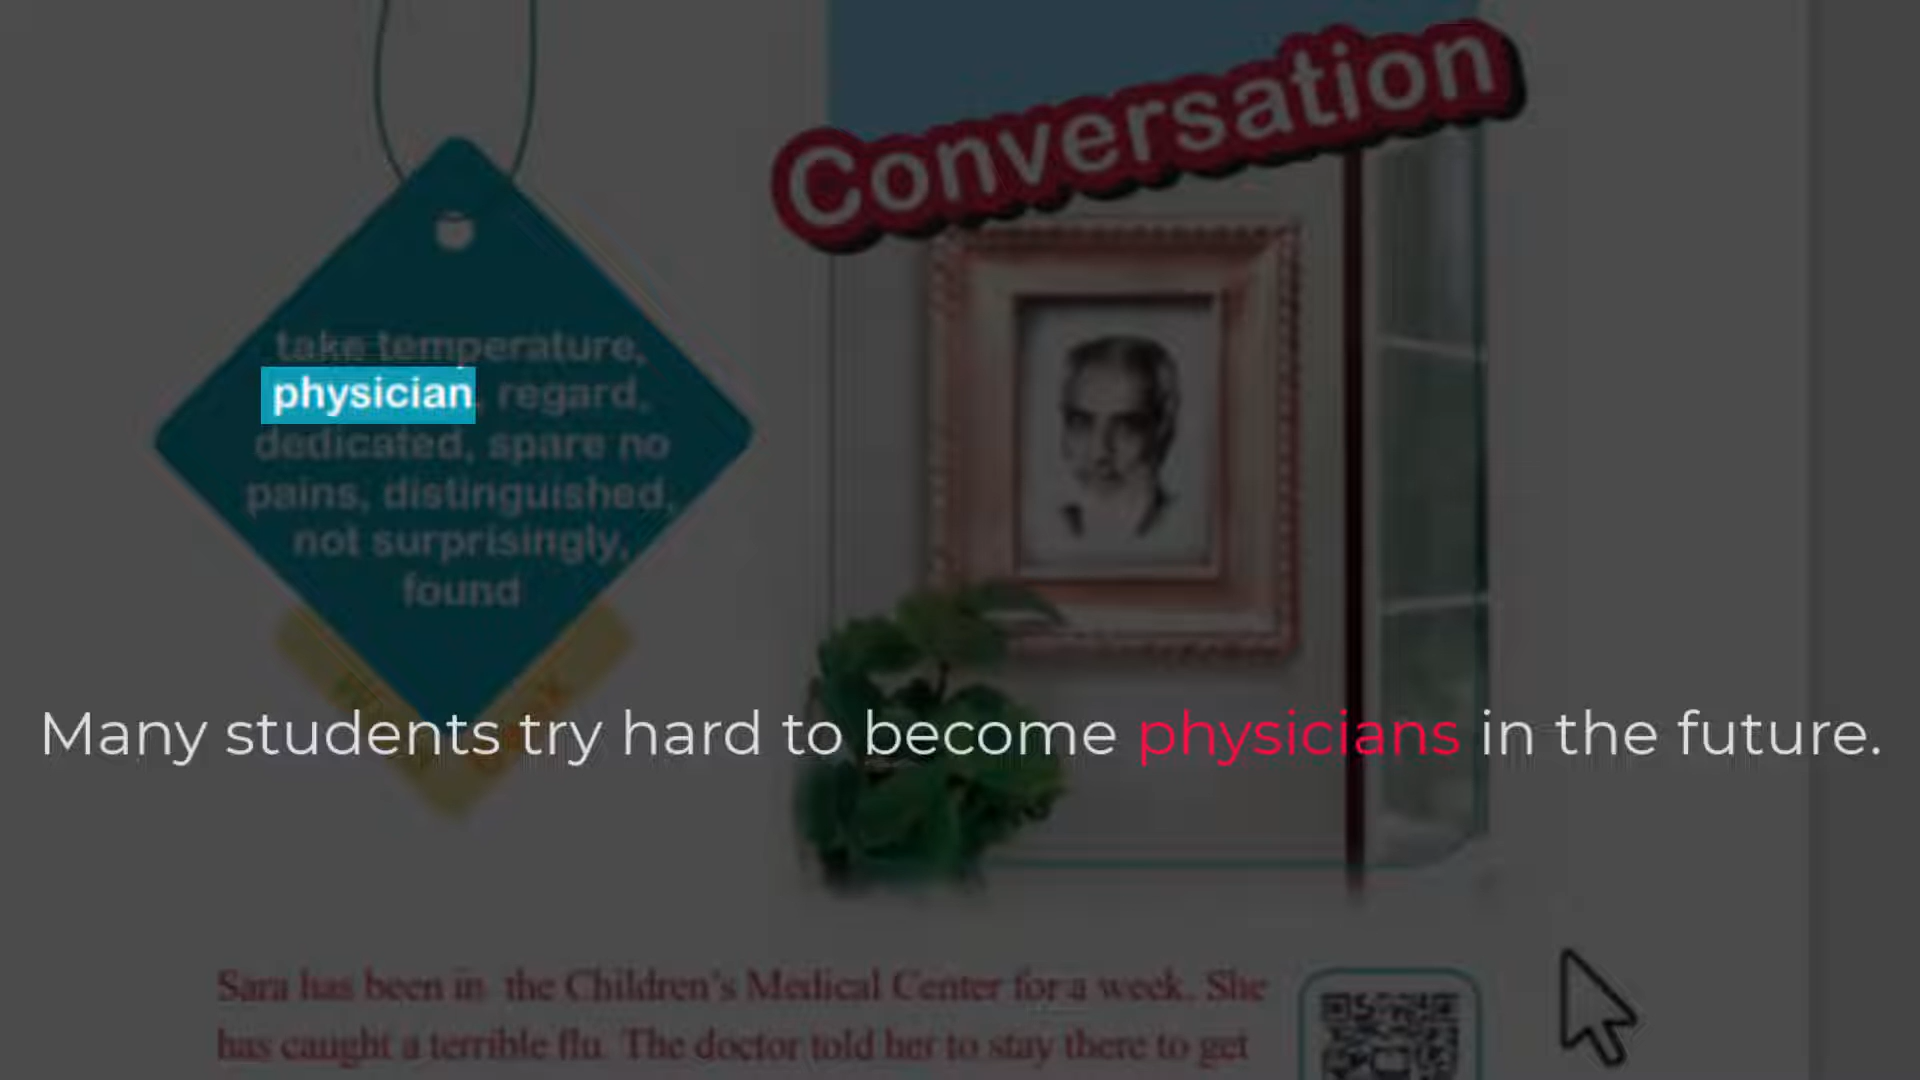 Conversation
take temperature,
physician, regard,
dedicated, spare no
pains, distinguished,
not surprisingly,
found
Many students try hard to become physicians in the future.
Sara has been in the Children's Medical Center for a week. She
has caught a terrible flu. The doctor told her to stay there to get